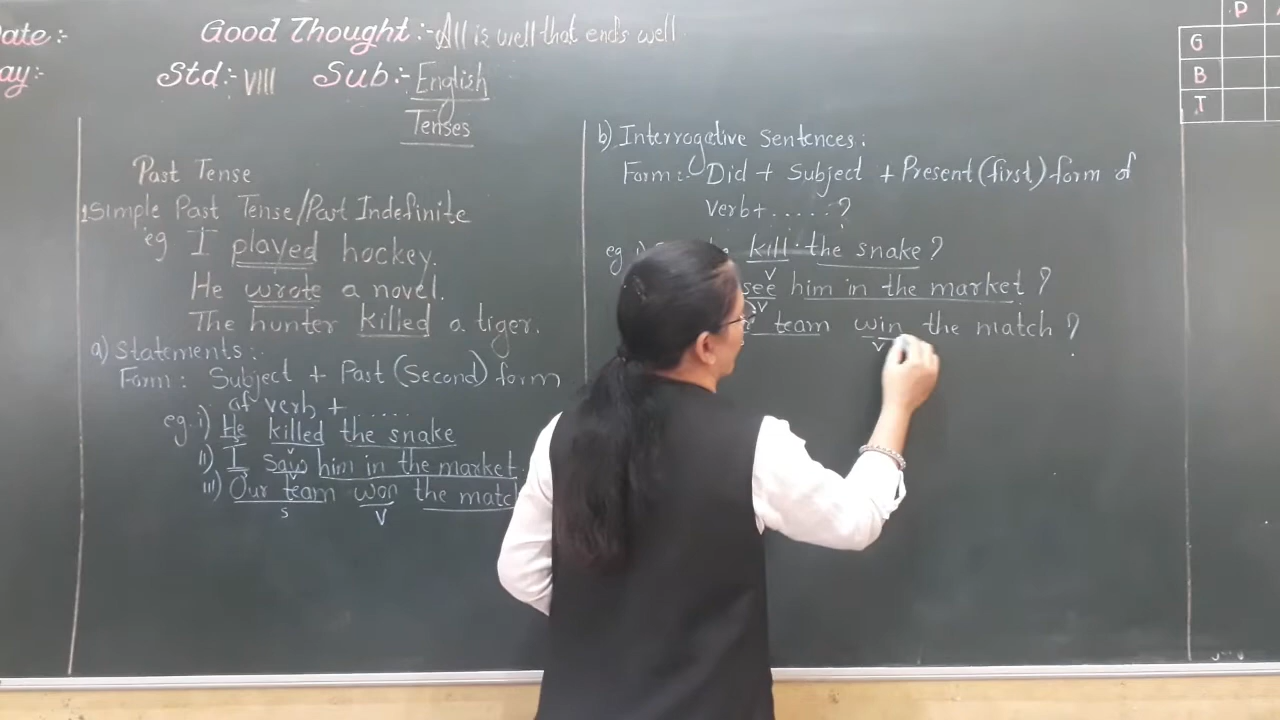 ate:-
Good Thought:- All is well that ends well
ay:-
Std:- VIII Sub:- English
Tenses
P
G
B
T
Past Tense
1 Simple Past Tense/Past Indefinite
eg I played hockey.
He wrote a novel.
The hunter killed a tiger.
a) Statements:
Form: Subject + Past (Second) form
of verb + ......
eg. i) He killed the snake
S V
ii) I saw him in the market.
V
iii) Our team won the matc
S V
b) Interrogative Sentences:
Form:- Did + Subject + Present (first) form of
Verb + ..... ?
eg i) kill the snake?
V
see him in the market ?
V
team win the match ?
V